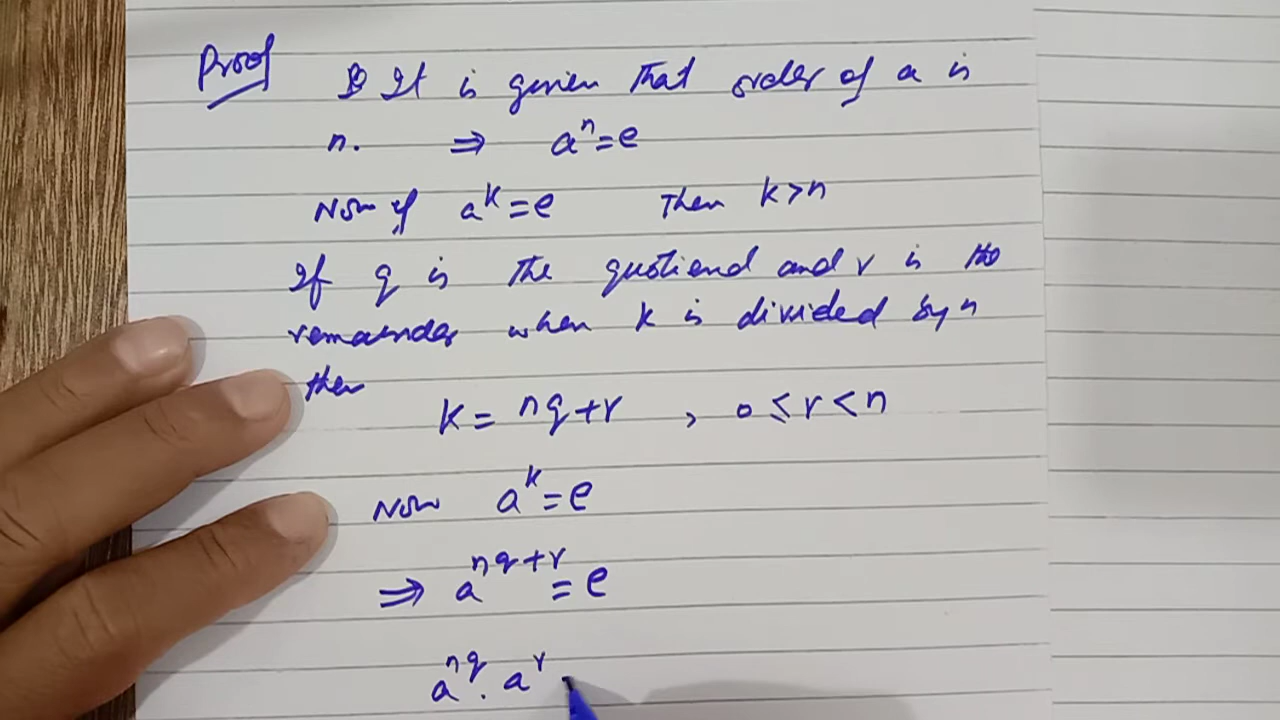 Proof It is given that order of a is
n. ⇒ aⁿ=e
Now if aᵏ=e Then k>n
If q is the quotiend and r is the
remainder when k is divided by n
then
k = nq+r , 0 ≤ r < n
Now aᵏ=e
⇒ a^{nq+r} = e
a^{nq} . a^{r}